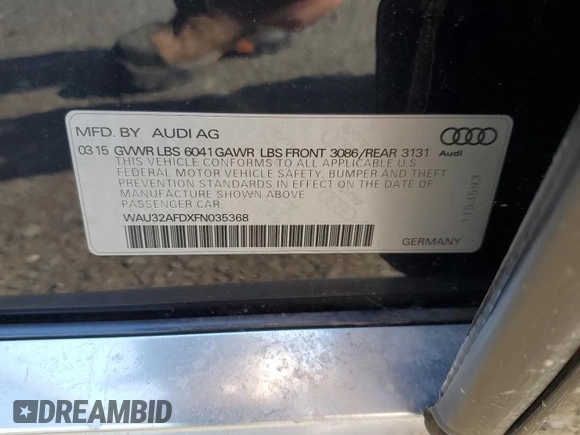 MFD. BY AUDI AG
03 15 GVWR LBS 6041 GAWR LBS FRONT 3086/REAR 3131
Audi
THIS VEHICLE CONFORMS TO ALL APPLICABLE U.S.
FEDERAL MOTOR VEHICLE SAFETY, BUMPER AND THEFT
PREVENTION STANDARDS IN EFFECT ON THE DATE OF
MANUFACTURE SHOWN ABOVE.
PASSENGER CAR
WAU32AFDXFN035368
1153593
GERMANY
DREAMBID